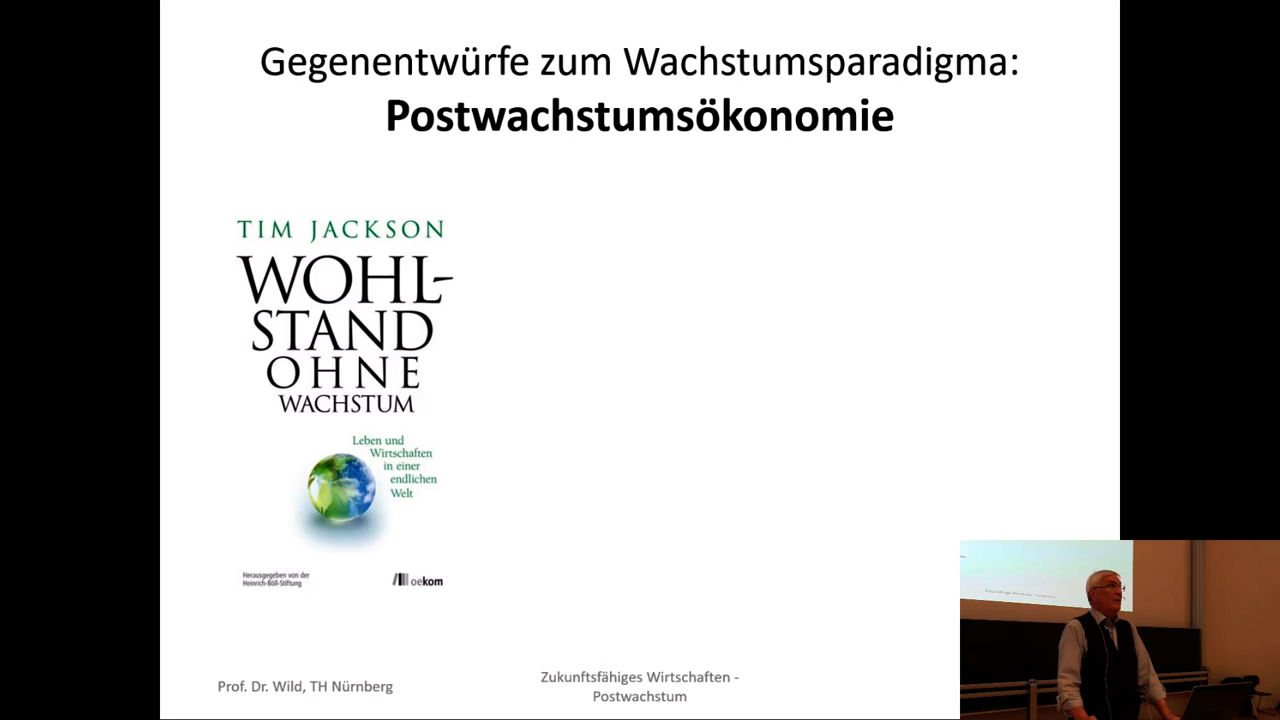 Gegenentwürfe zum Wachstumsparadigma:
Postwachstumsökonomie
TIM JACKSON
WOHL-
STAND
OHNE
WACHSTUM
Leben und
Wirtschaften
in einer
endlichen
Welt
Herausgegeben von der
Heinrich-Böll-Stiftung
oekom
Prof. Dr. Wild, TH Nürnberg
Zukunftsfähiges Wirtschaften -
Postwachstum